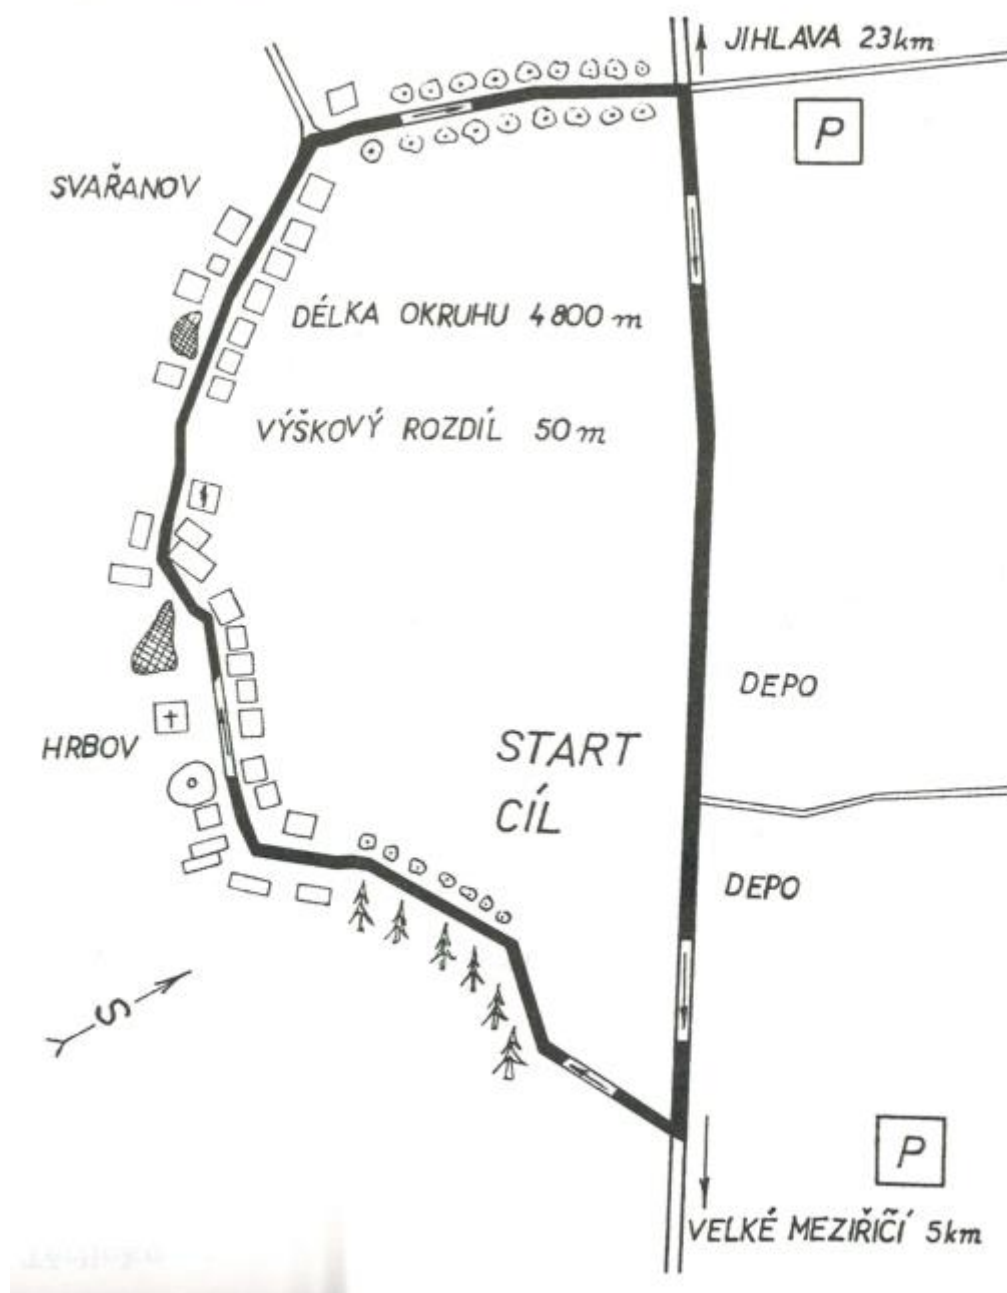 JIHLAVA 23km
P
SVAŘANOV
DÉLKA OKRUHU 4800 m
VÝŠKOVÝ ROZDÍL 50 m
DEPO
HRBOV
START
CÍL
DEPO
S
P
VELKÉ MEZIŘÍČÍ 5km